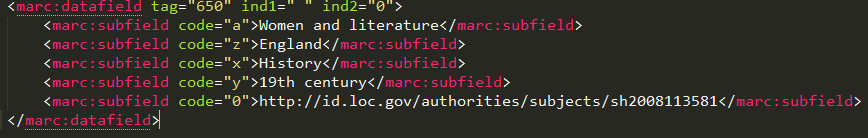 <marc:datafield tag="650" ind1=" " ind2="0">
<marc:subfield code="a">Women and literature</marc:subfield>
<marc:subfield code="z">England</marc:subfield>
<marc:subfield code="x">History</marc:subfield>
<marc:subfield code="y">19th century</marc:subfield>
<marc:subfield code="0">http://id.loc.gov/authorities/subjects/sh2008113581</marc:subfield>
</marc:datafield>